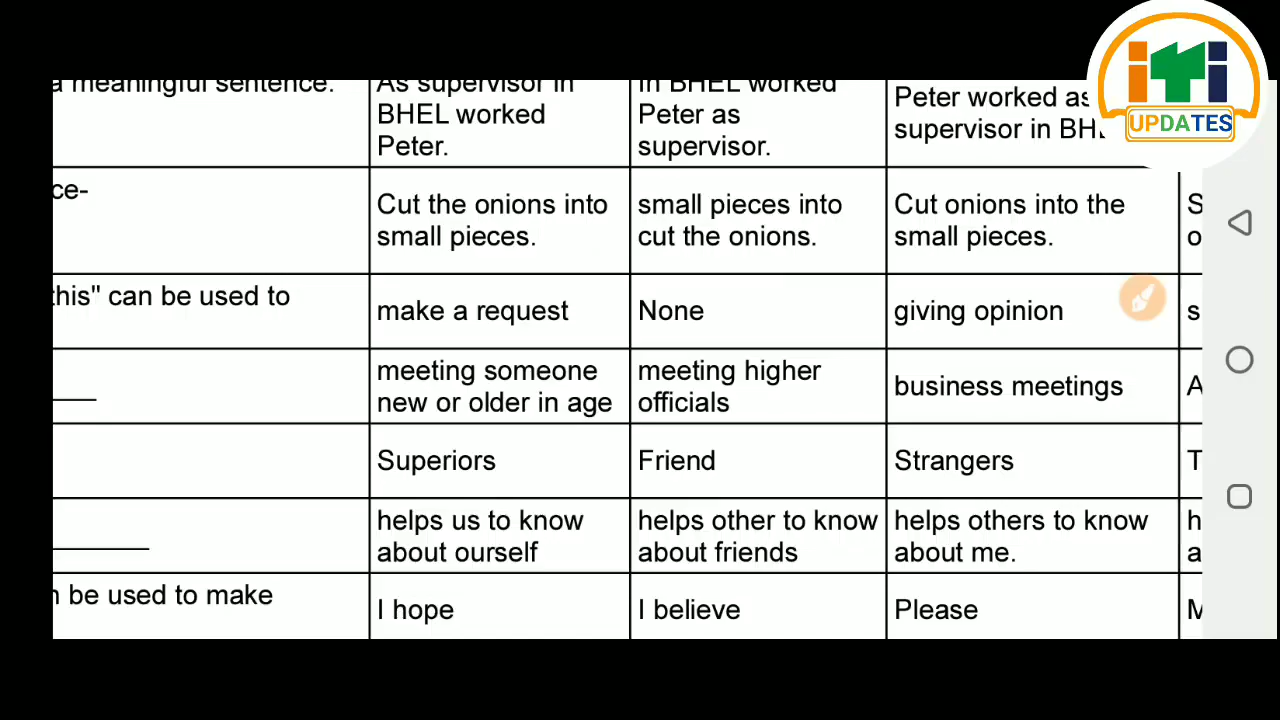 a meaningful sentence.
As supervisor in
BHEL worked
Peter.
In BHEL worked
Peter as
supervisor.
Peter worked as
supervisor in
iTi
UPDATES
ce-
Cut the onions into
small pieces.
small pieces into
cut the onions.
Cut onions into the
small pieces.
S
o
this" can be used to
make a request
None
giving opinion
s
meeting someone
new or older in age
meeting higher
officials
business meetings
A
Superiors
Friend
Strangers
T
helps us to know
about ourself
helps other to know
about friends
helps others to know
about me.
h
a
be used to make
I hope
I believe
Please